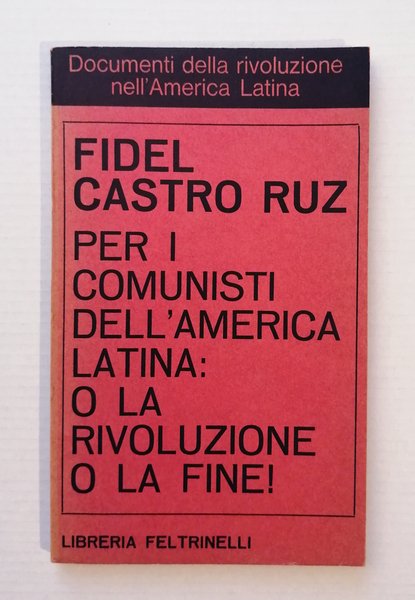 Documenti della rivoluzione
nell'America Latina
FIDEL
CASTRO RUZ
PER I
COMUNISTI
DELL'AMERICA
LATINA:
O LA
RIVOLUZIONE
O LA FINE!
LIBRERIA FELTRINELLI